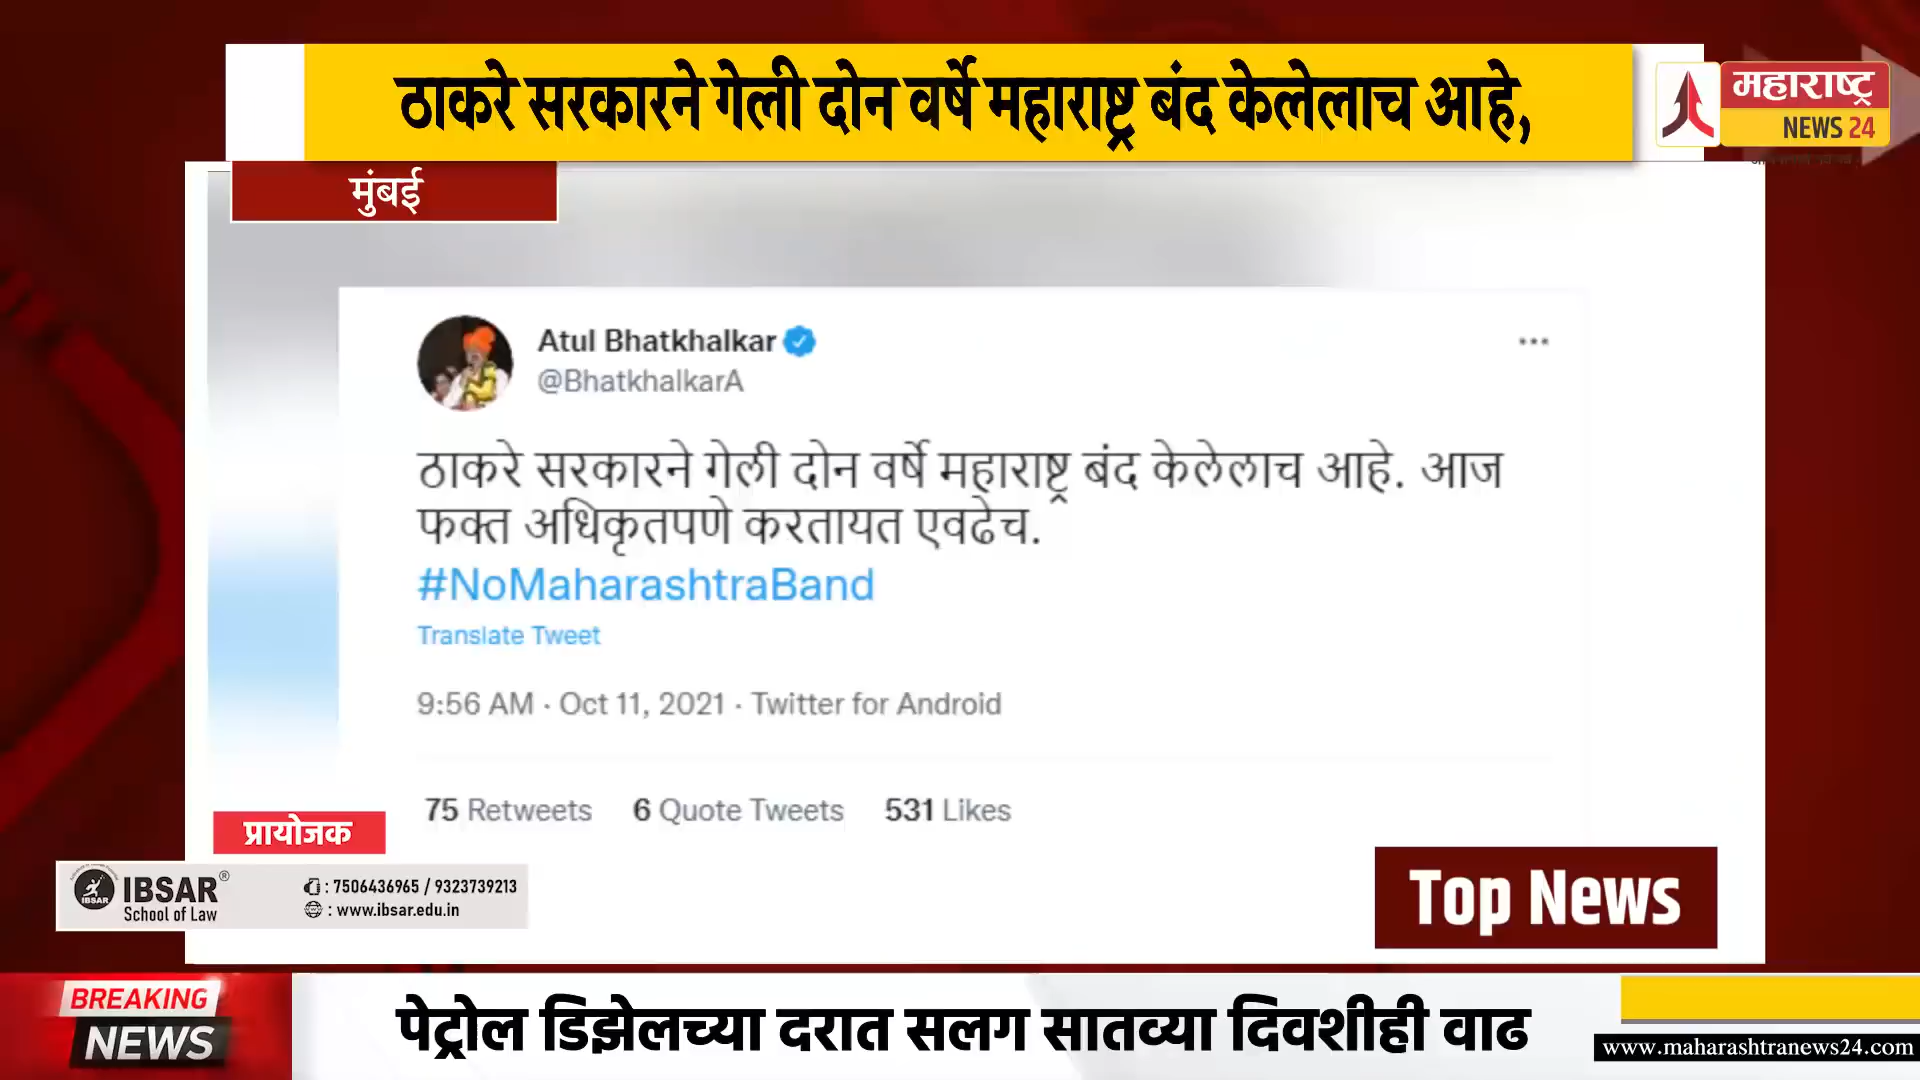 ठाकरे सरकारने गेली दोन वर्षे महाराष्ट्र बंद केलेलाच आहे,
महाराष्ट्र
NEWS 24
मुंबई
Atul Bhatkhalkar
@BhatkhalkarA
ठाकरे सरकारने गेली दोन वर्षे महाराष्ट्र बंद केलेलाच आहे. आज
फक्त अधिकृतपणे करतायत एवढेच.
#NoMaharashtraBand
Translate Tweet
9:56 AM · Oct 11, 2021 · Twitter for Android
75 Retweets 6 Quote Tweets 531 Likes
प्रायोजक
IBSAR®
IBSAR
School of Law
: 7506436965 / 9323739213
: www.ibsar.edu.in
Top News
BREAKING
NEWS
पेट्रोल डिझेलच्या दरात सलग सातव्या दिवशीही वाढ
www.maharashtranews24.com